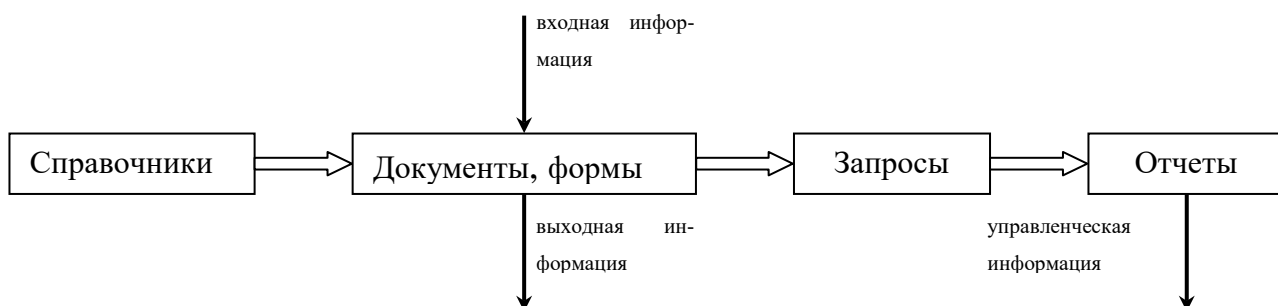 входная инфор-
мация
Справочники
Документы, формы
Запросы
Отчеты
выходная ин-
формация
управленческая
информация